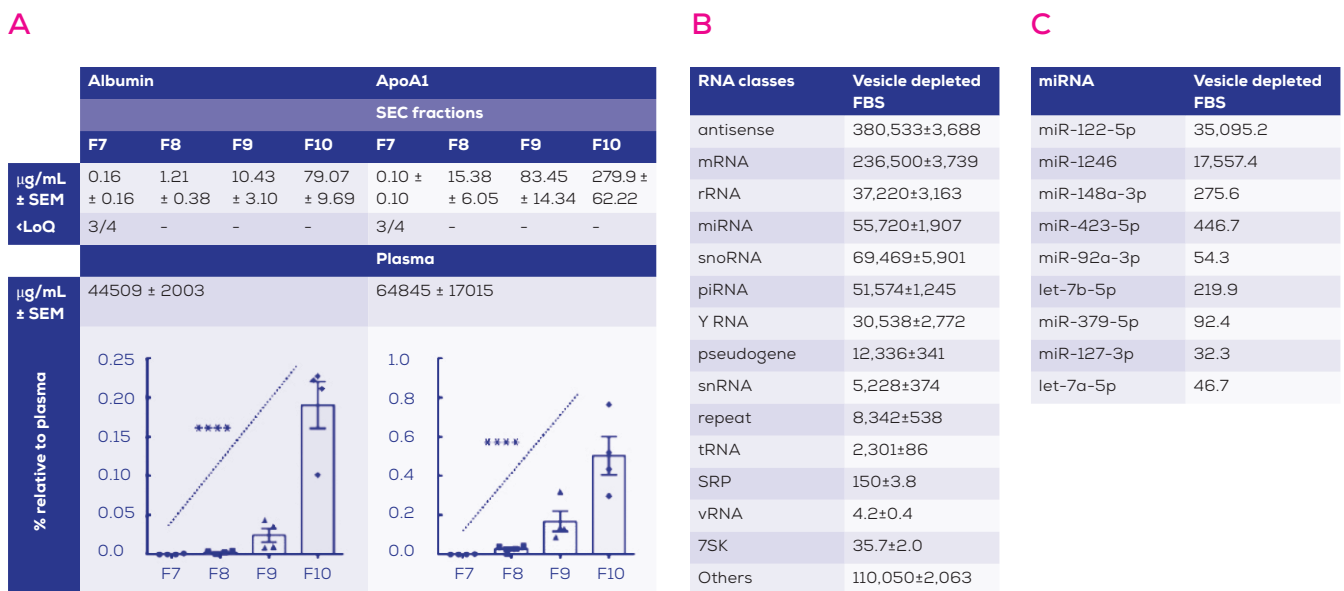 A
Albumin ApoA1
SEC fractions
F7 F8 F9 F10 F7 F8 F9 F10
µg/mL 0.16 1.21 10.43 79.07 0.10 ± 15.38 83.45 279.9 ±
± SEM ± 0.16 ± 0.38 ± 3.10 ± 9.69 0.10 ± 6.05 ± 14.34 62.22
<LoQ 3/4 - - - 3/4 - - -
Plasma
µg/mL 44509 ± 2003 64845 ± 17015
± SEM
% relative to plasma
0.25
0.20
0.15
0.10
0.05
0.0
****
F7 F8 F9 F10
1.0
0.8
0.6
0.4
0.2
0.0
****
F7 F8 F9 F10
B
RNA classes Vesicle depleted
FBS
antisense 380,533±3,688
mRNA 236,500±3,739
rRNA 37,220±3,163
miRNA 55,720±1,907
snoRNA 69,469±5,901
piRNA 51,574±1,245
Y RNA 30,538±2,772
pseudogene 12,336±341
snRNA 5,228±374
repeat 8,342±538
tRNA 2,301±86
SRP 150±3.8
vRNA 4.2±0.4
7SK 35.7±2.0
Others 110,050±2,063
C
miRNA Vesicle depleted
FBS
miR-122-5p 35,095.2
miR-1246 17,557.4
miR-148a-3p 275.6
miR-423-5p 446.7
miR-92a-3p 54.3
let-7b-5p 219.9
miR-379-5p 92.4
miR-127-3p 32.3
let-7a-5p 46.7